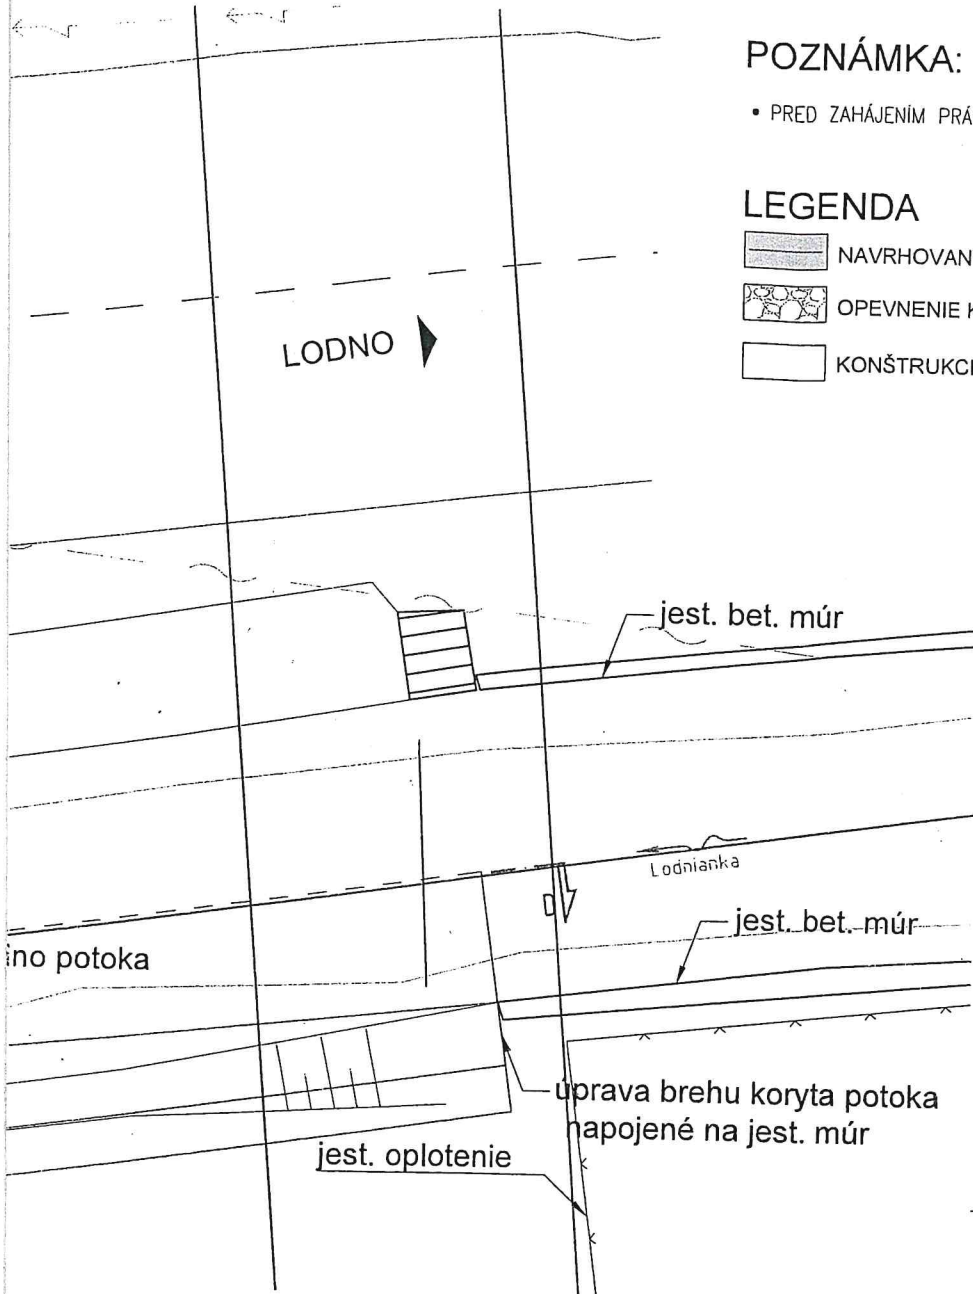 POZNÁMKA:
• PRED ZAHÁJENÍM PRÁ
LEGENDA
NAVRHOVAN
OPEVNENIE K
KONŠTRUKCI
LODNO
jest. bet. múr
Lodnianka
D
jest. bet. múr
no potoka
úprava brehu koryta potoka
napojené na jest. múr
jest. oplotenie